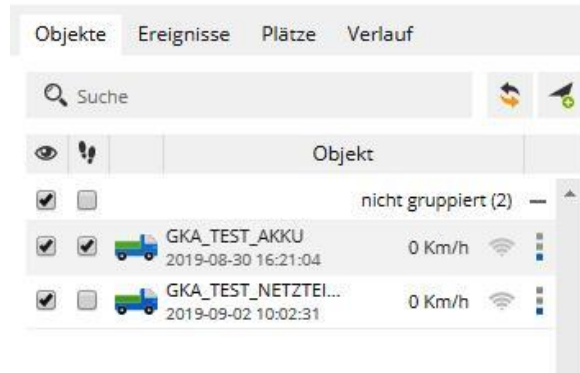 Objekte Ereignisse Plätze Verlauf
Suche
Objekt
nicht gruppiert (2)
GKA_TEST_AKKU
2019-08-30 16:21:04
0 Km/h
GKA_TEST_NETZTEI...
2019-09-02 10:02:31
0 Km/h